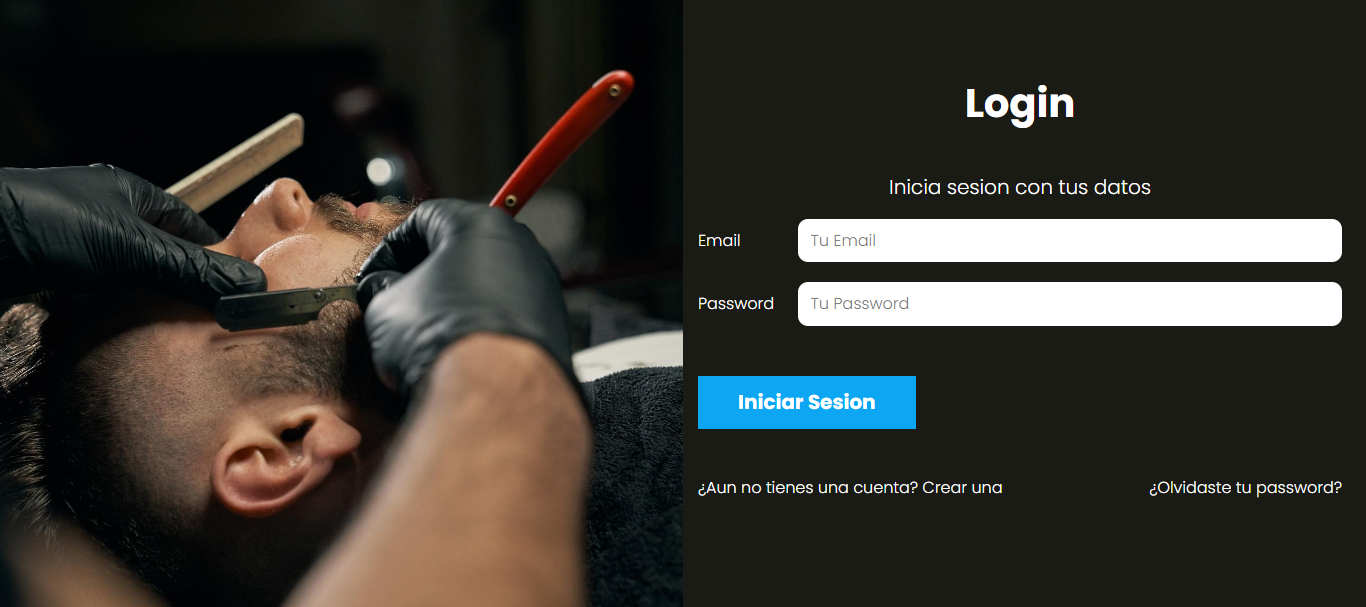 Login
Inicia sesion con tus datos
Email
Tu Email
Password
Tu Password
Iniciar Sesion
¿Aun no tienes una cuenta? Crear una
¿Olvidaste tu password?